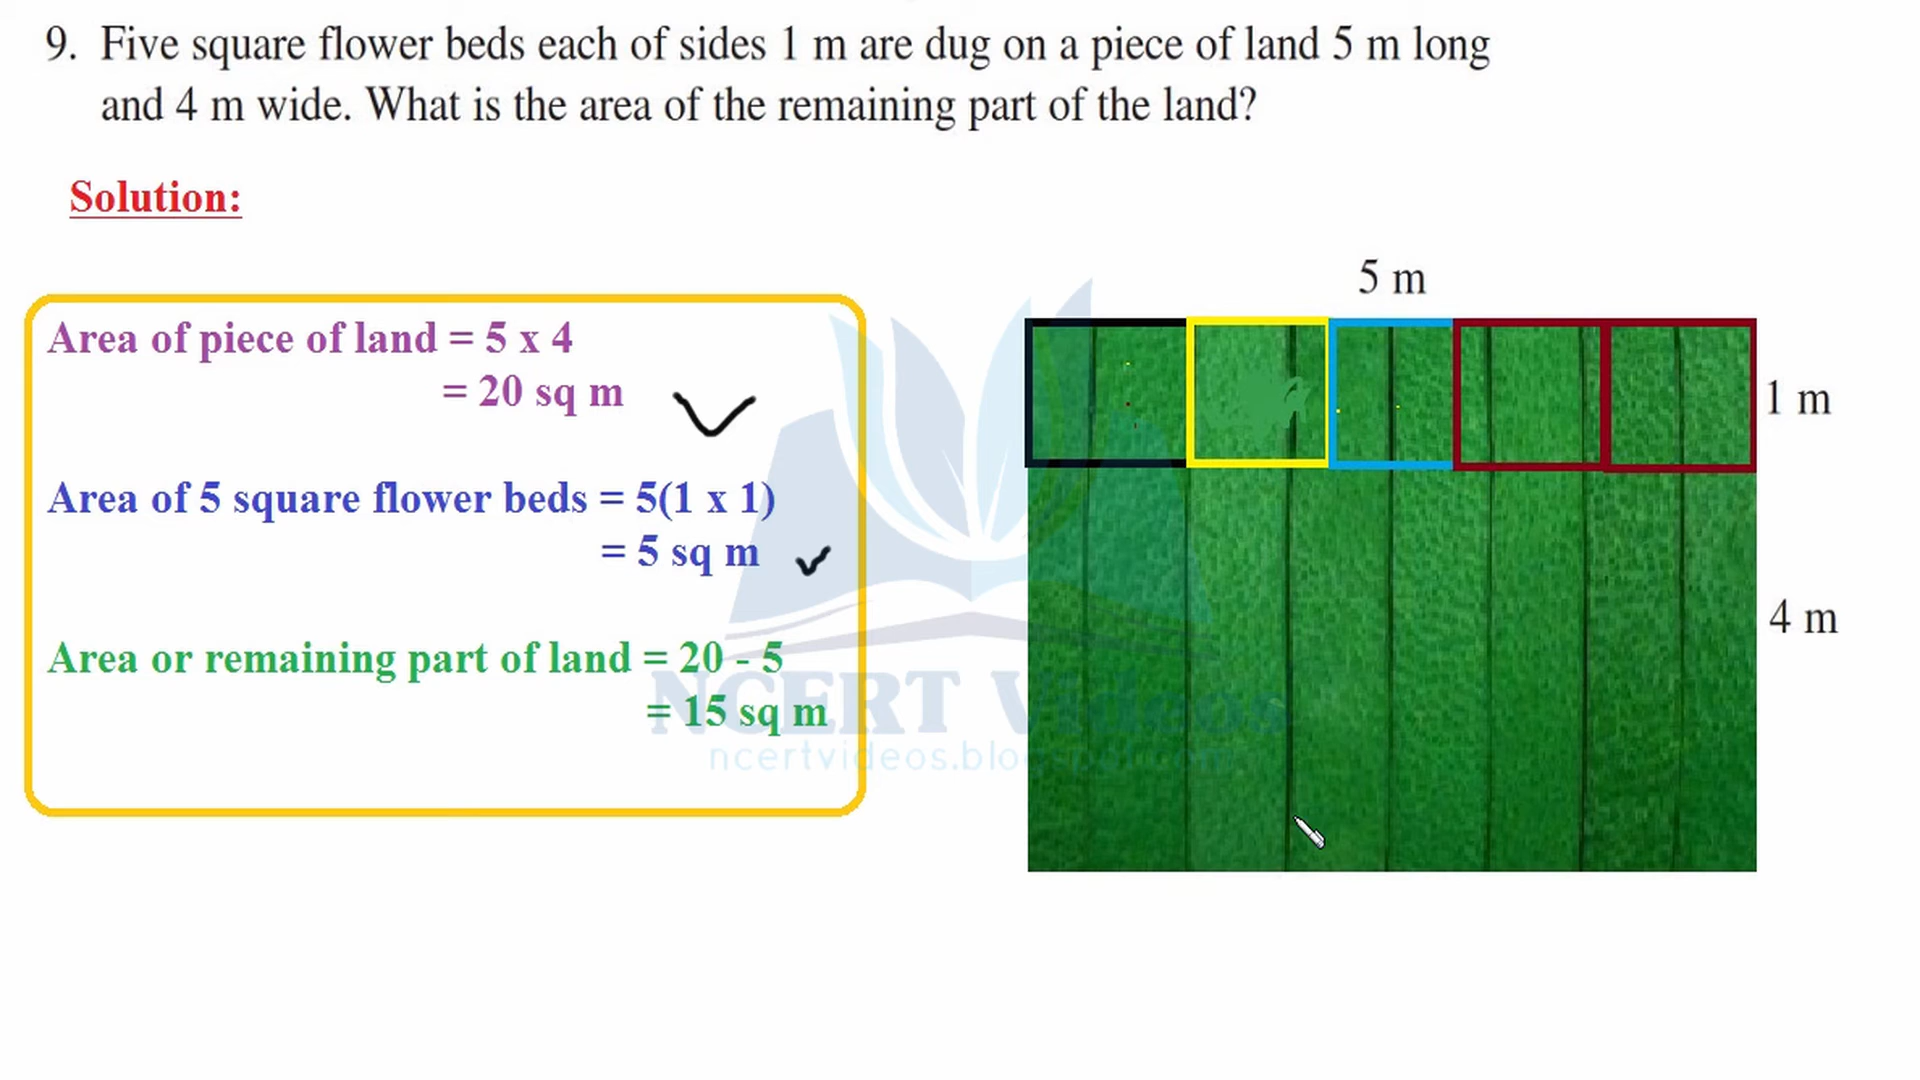 9. Five square flower beds each of sides 1 m are dug on a piece of land 5 m long
and 4 m wide. What is the area of the remaining part of the land?
Solution:
Area of piece of land = 5 x 4
= 20 sq m
Area of 5 square flower beds = 5(1 x 1)
= 5 sq m
Area or remaining part of land = 20 - 5
= 15 sq m
5 m
1 m
4 m
NCERT Videos
ncertvideos.blogspot.com